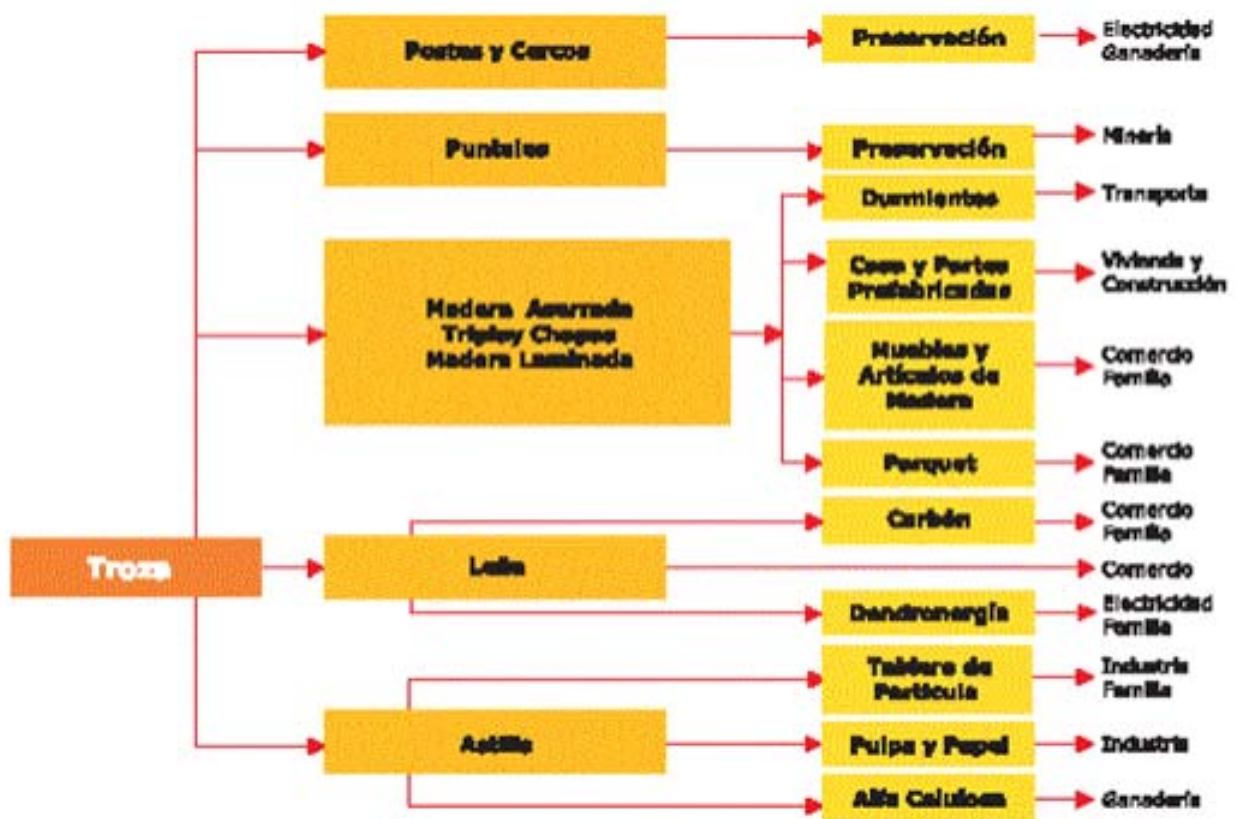 Postes y Cercos
Preservación
Electricidad
Ganadería
Puntales
Preservación
Minería
Madera Aserrada
Triplay Chapas
Madera Laminada
Durmientes
Transporte
Casa y Partes
Prefabricadas
Vivienda y
Construcción
Muebles y
Artículos de
Madera
Comercio
Familia
Parquet
Comercio
Familia
Troza
Leña
Carbón
Comercio
Familia
Comercio
Dendronergía
Electricidad
Familia
Astilla
Tablero de
Partícula
Industria
Familia
Pulpa y Papel
Industria
Alfa Celulosa
Ganadería